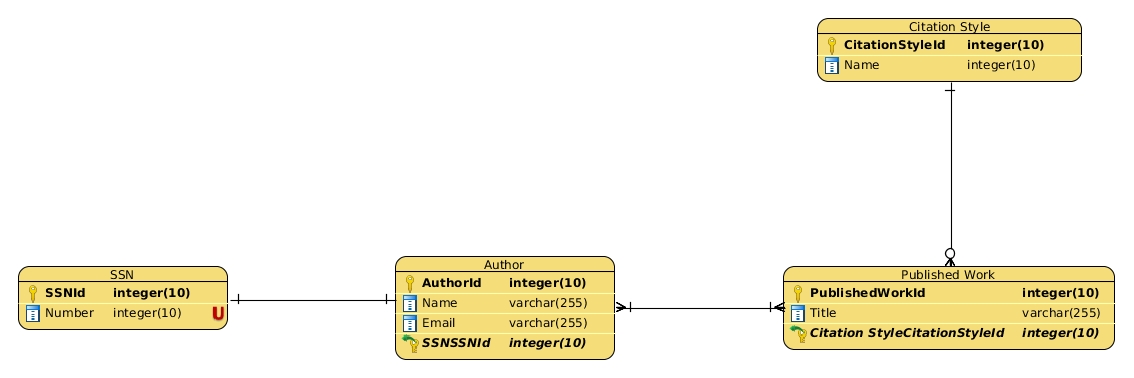 Citation Style
CitationStyleId integer(10)
Name integer(10)
SSN
SSNId integer(10)
Number integer(10) U
Author
AuthorId integer(10)
Name varchar(255)
Email varchar(255)
SSNSSNId integer(10)
Published Work
PublishedWorkId integer(10)
Title varchar(255)
Citation StyleCitationStyleId integer(10)